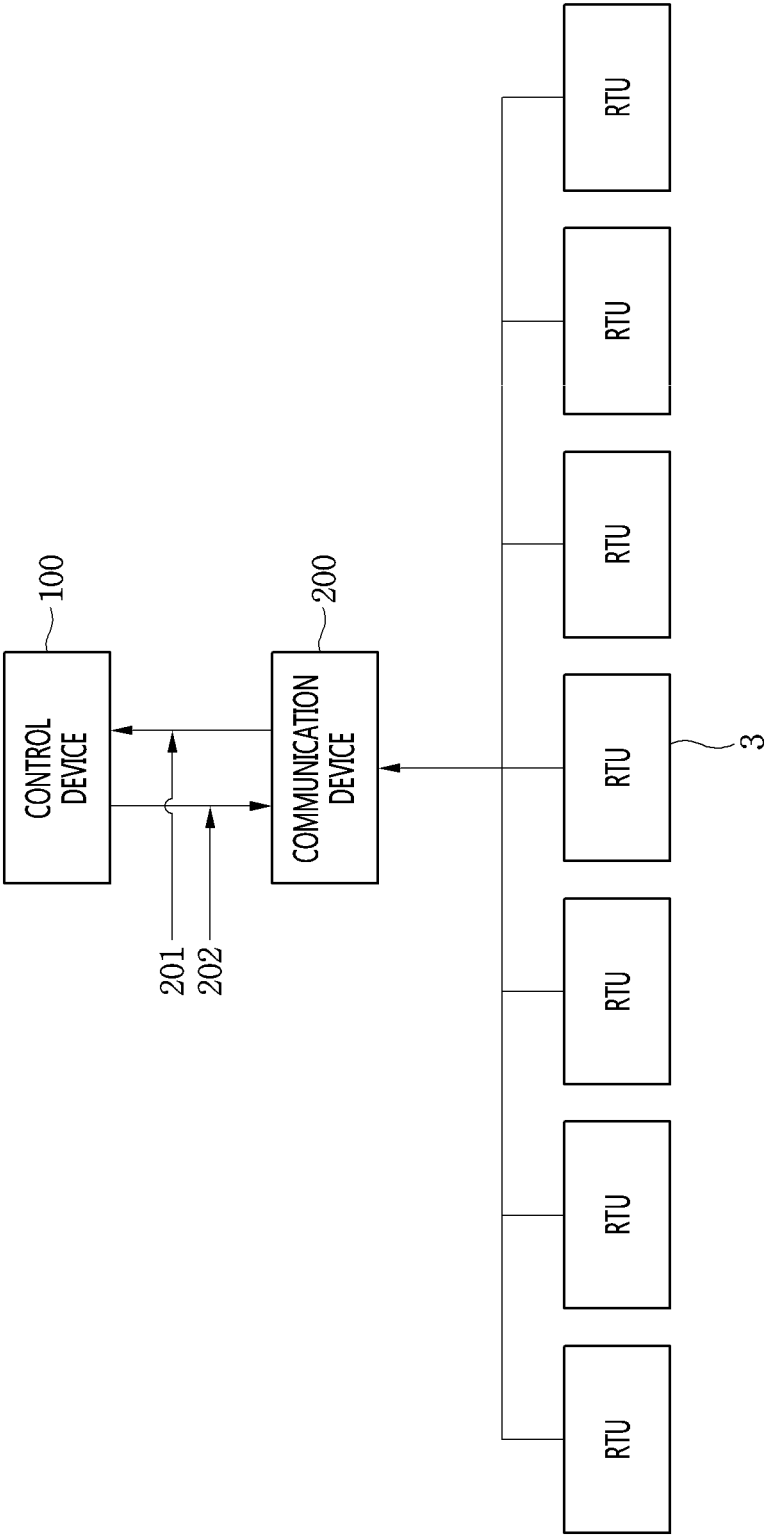 CONTROL
DEVICE
100
201
202
COMMUNICATION
DEVICE
200
RTU
RTU
RTU
RTU
RTU
RTU
RTU
3